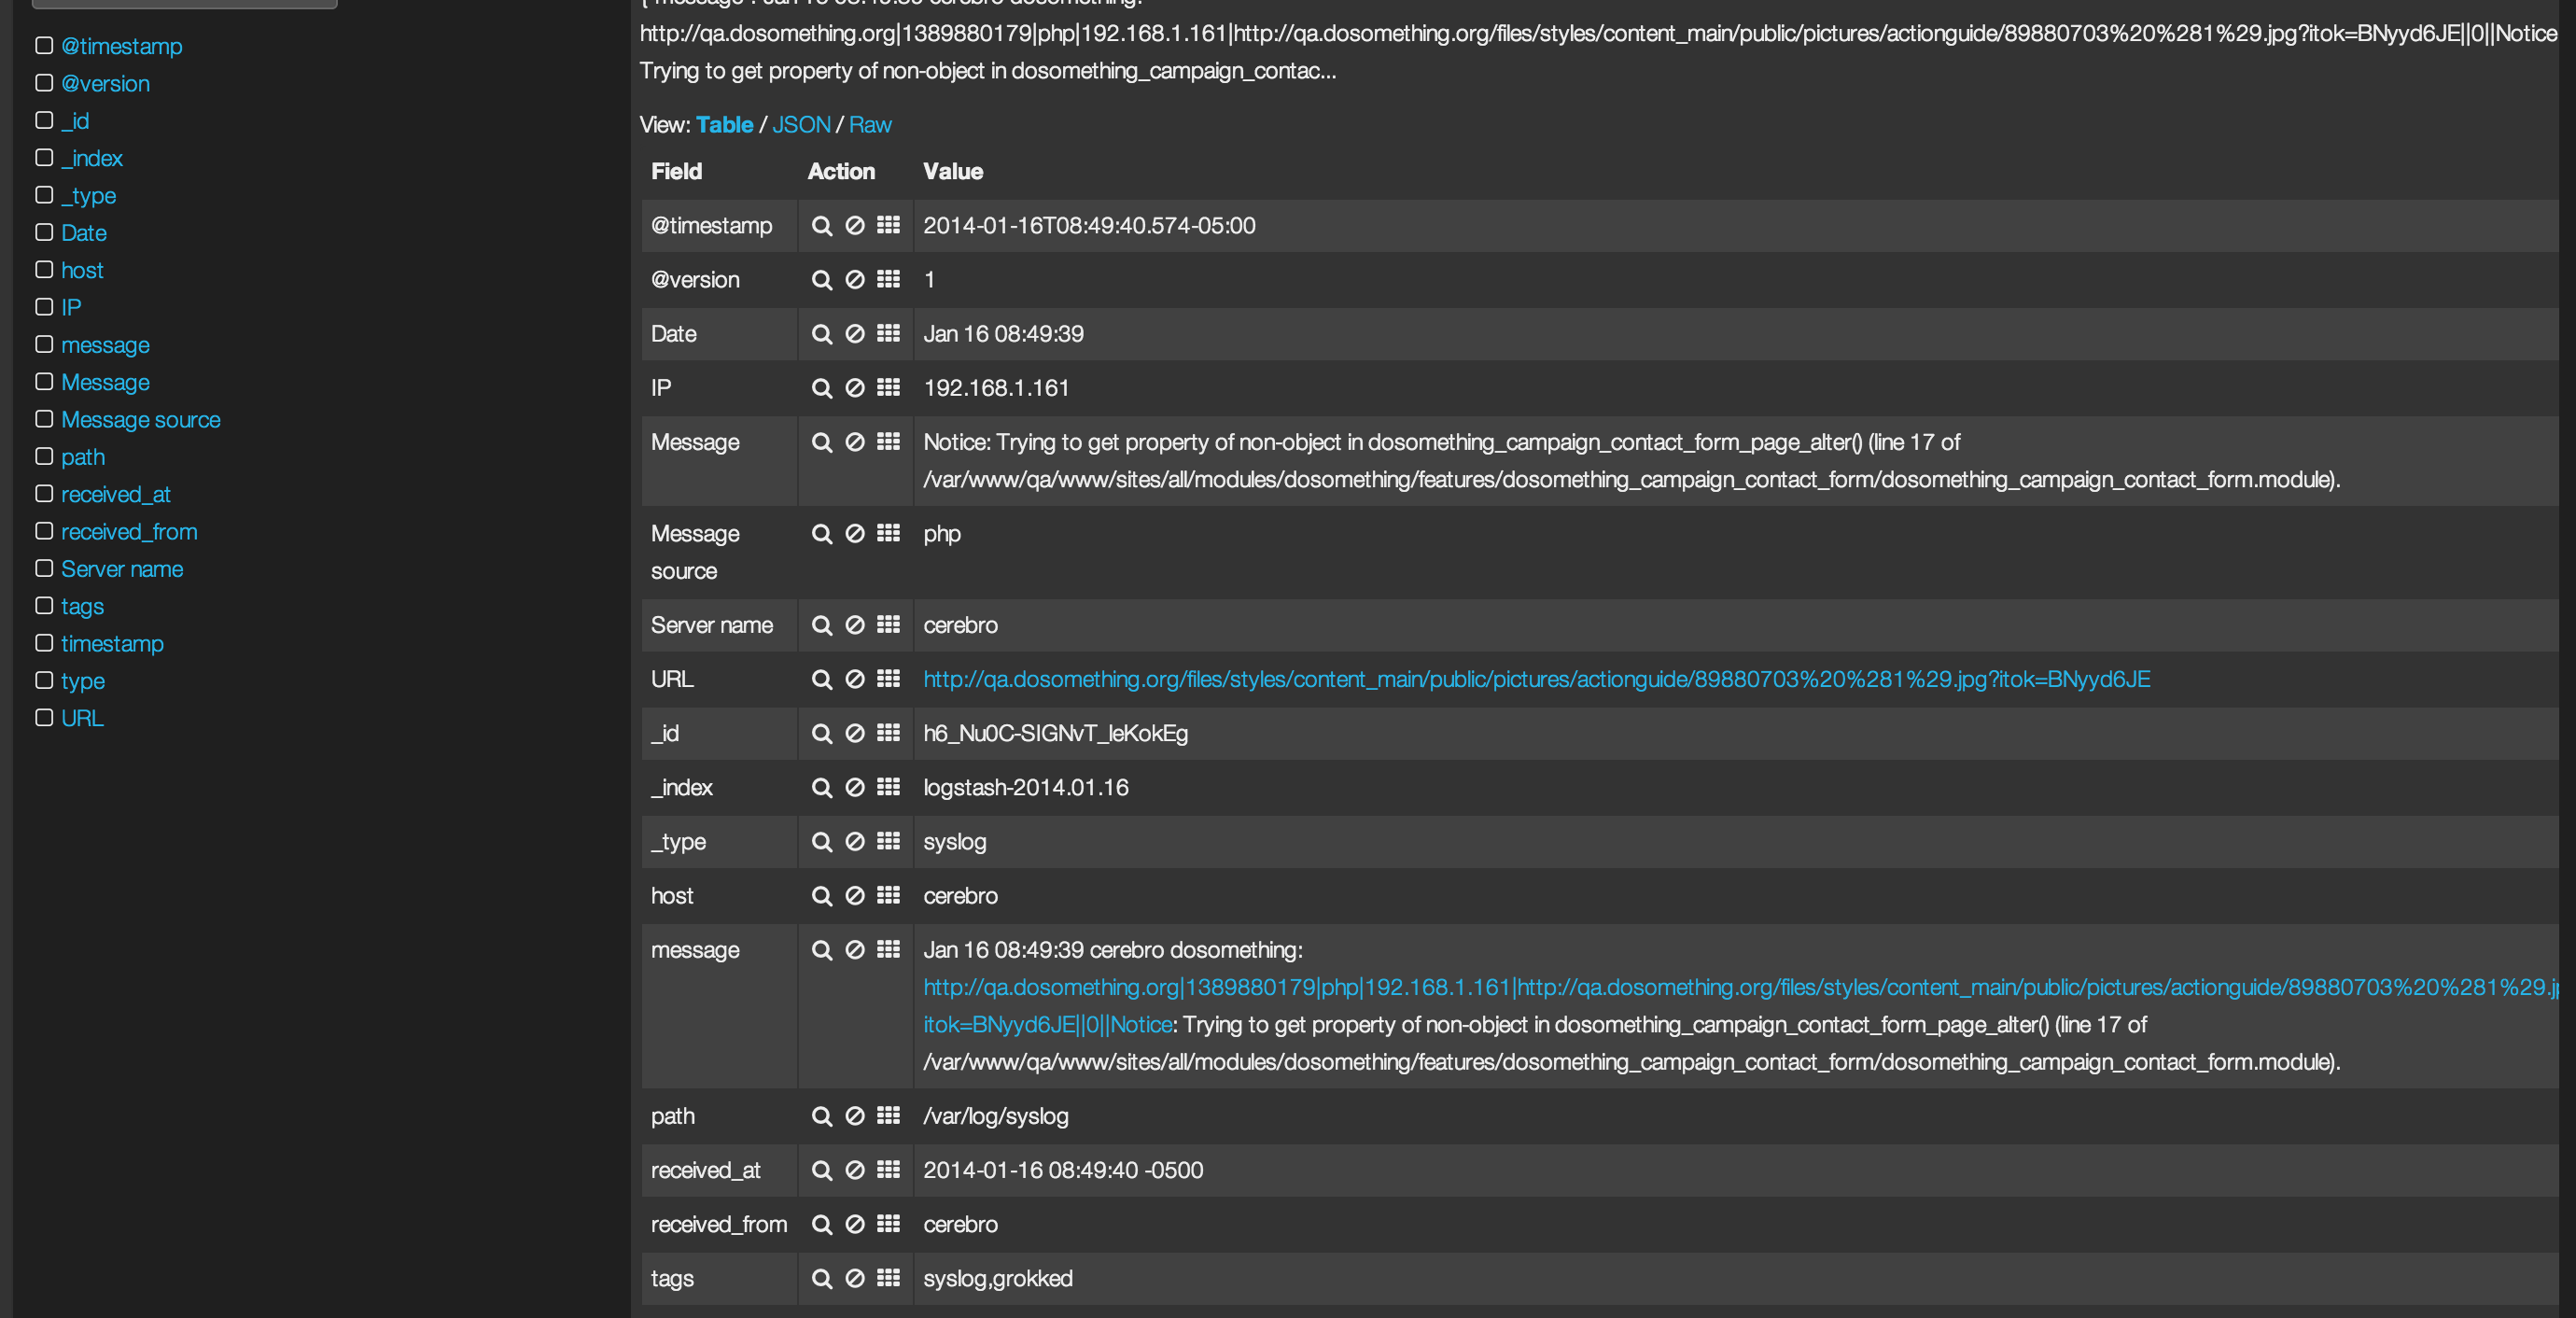 @timestamp
@version
_id
_index
_type
Date
host
IP
message
Message
Message source
path
received_at
received_from
Server name
tags
timestamp
type
URL
http://qa.dosomething.org|1389880179|php|192.168.1.161|http://qa.dosomething.org/files/styles/content_main/public/pictures/actionguide/89880703%20%281%29.jpg?itok=BNyyd6JE||0||Notice
Trying to get property of non-object in dosomething_campaign_contac...
View: Table / JSON / Raw
Field Action Value
@timestamp 2014-01-16T08:49:40.574-05:00
@version 1
Date Jan 16 08:49:39
IP 192.168.1.161
Message Notice: Trying to get property of non-object in dosomething_campaign_contact_form_page_alter() (line 17 of
/var/www/qa/www/sites/all/modules/dosomething/features/dosomething_campaign_contact_form/dosomething_campaign_contact_form.module).
Message php
source
Server name cerebro
URL http://qa.dosomething.org/files/styles/content_main/public/pictures/actionguide/89880703%20%281%29.jpg?itok=BNyyd6JE
_id h6_Nu0C-SIGNvT_leKokEg
_index logstash-2014.01.16
_type syslog
host cerebro
message Jan 16 08:49:39 cerebro dosomething:
http://qa.dosomething.org|1389880179|php|192.168.1.161|http://qa.dosomething.org/files/styles/content_main/public/pictures/actionguide/89880703%20%281%29.j
itok=BNyyd6JE||0||Notice: Trying to get property of non-object in dosomething_campaign_contact_form_page_alter() (line 17 of
/var/www/qa/www/sites/all/modules/dosomething/features/dosomething_campaign_contact_form/dosomething_campaign_contact_form.module).
path /var/log/syslog
received_at 2014-01-16 08:49:40 -0500
received_from cerebro
tags syslog,grokked